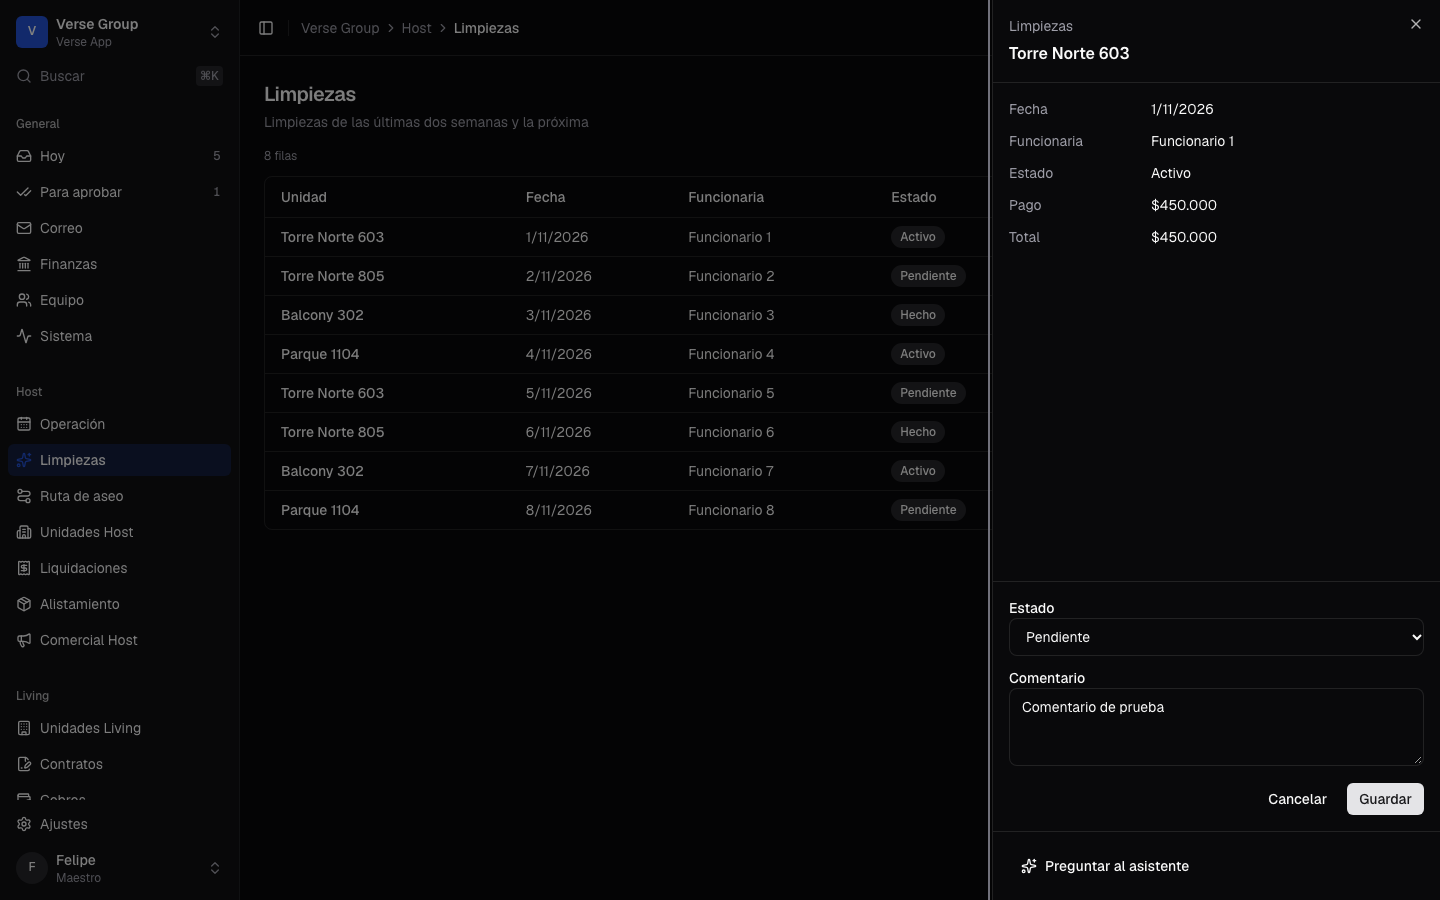 V
Verse Group
Verse App
Buscar ⌘K
General
Hoy 5
Para aprobar 1
Correo
Finanzas
Equipo
Sistema
Host
Operación
Limpiezas
Ruta de aseo
Unidades Host
Liquidaciones
Alistamiento
Comercial Host
Living
Unidades Living
Contratos
Cobros
Ajustes
F
Felipe
Maestro
Verse Group > Host > Limpiezas
Limpiezas
Limpiezas de las últimas dos semanas y la próxima
8 filas
Unidad Fecha Funcionaria Estado
Torre Norte 603 1/11/2026 Funcionario 1 Activo
Torre Norte 805 2/11/2026 Funcionario 2 Pendiente
Balcony 302 3/11/2026 Funcionario 3 Hecho
Parque 1104 4/11/2026 Funcionario 4 Activo
Torre Norte 603 5/11/2026 Funcionario 5 Pendiente
Torre Norte 805 6/11/2026 Funcionario 6 Hecho
Balcony 302 7/11/2026 Funcionario 7 Activo
Parque 1104 8/11/2026 Funcionario 8 Pendiente
Limpiezas
Torre Norte 603
Fecha 1/11/2026
Funcionaria Funcionario 1
Estado Activo
Pago $450.000
Total $450.000
Estado
Pendiente
Comentario
Comentario de prueba
Cancelar Guardar
Preguntar al asistente